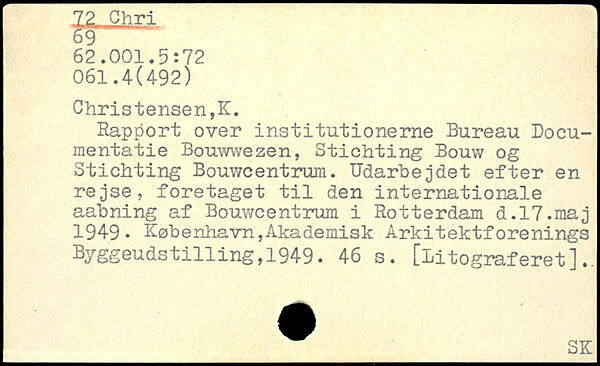 72 Chri
69
62.001.5:72
061.4(492)
Christensen,K.
Rapport over institutionerne Bureau Docu-
mentatie Bouwwezen, Stichting Bouw og
Stichting Bouwcentrum. Udarbejdet efter en
rejse, foretaget til den internationale
aabning af Bouwcentrum i Rotterdam d.17.maj
1949. København,Akademisk Arkitektforenings
Byggeudstilling,1949. 46 s. [Litograferet].
SK